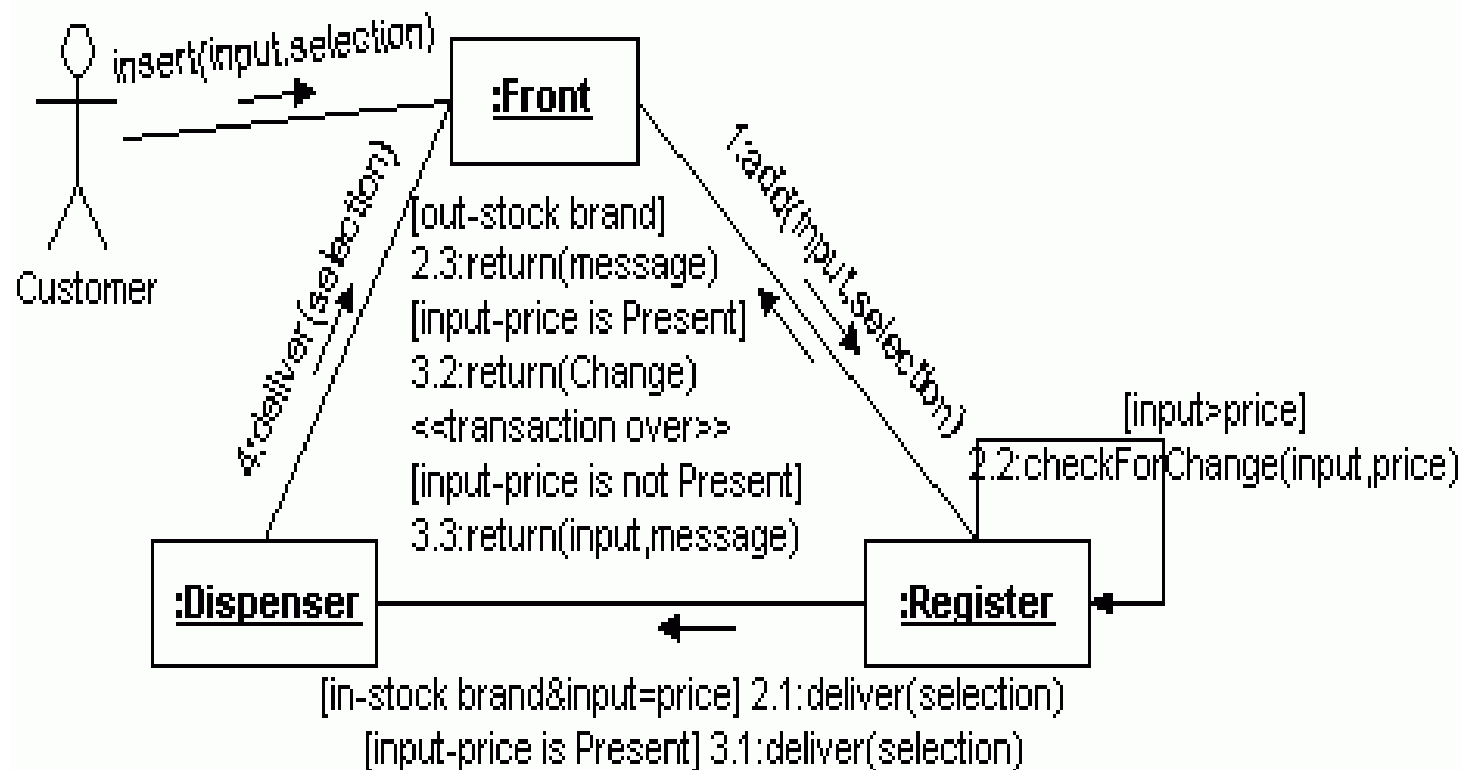 insert(input,selection)
:Front
Customer
1:add(input,selection)
4:deliver(selection)
[out-stock brand]
2.3:return(message)
[input-price is Present]
3.2:return(Change)
<<transaction over>>
[input-price is not Present]
3.3:return(input,message)
[input>price]
2.2:checkForChange(input,price)
:Dispenser
:Register
[in-stock brand&input=price] 2.1:deliver(selection)
[input-price is Present] 3.1:deliver(selection)